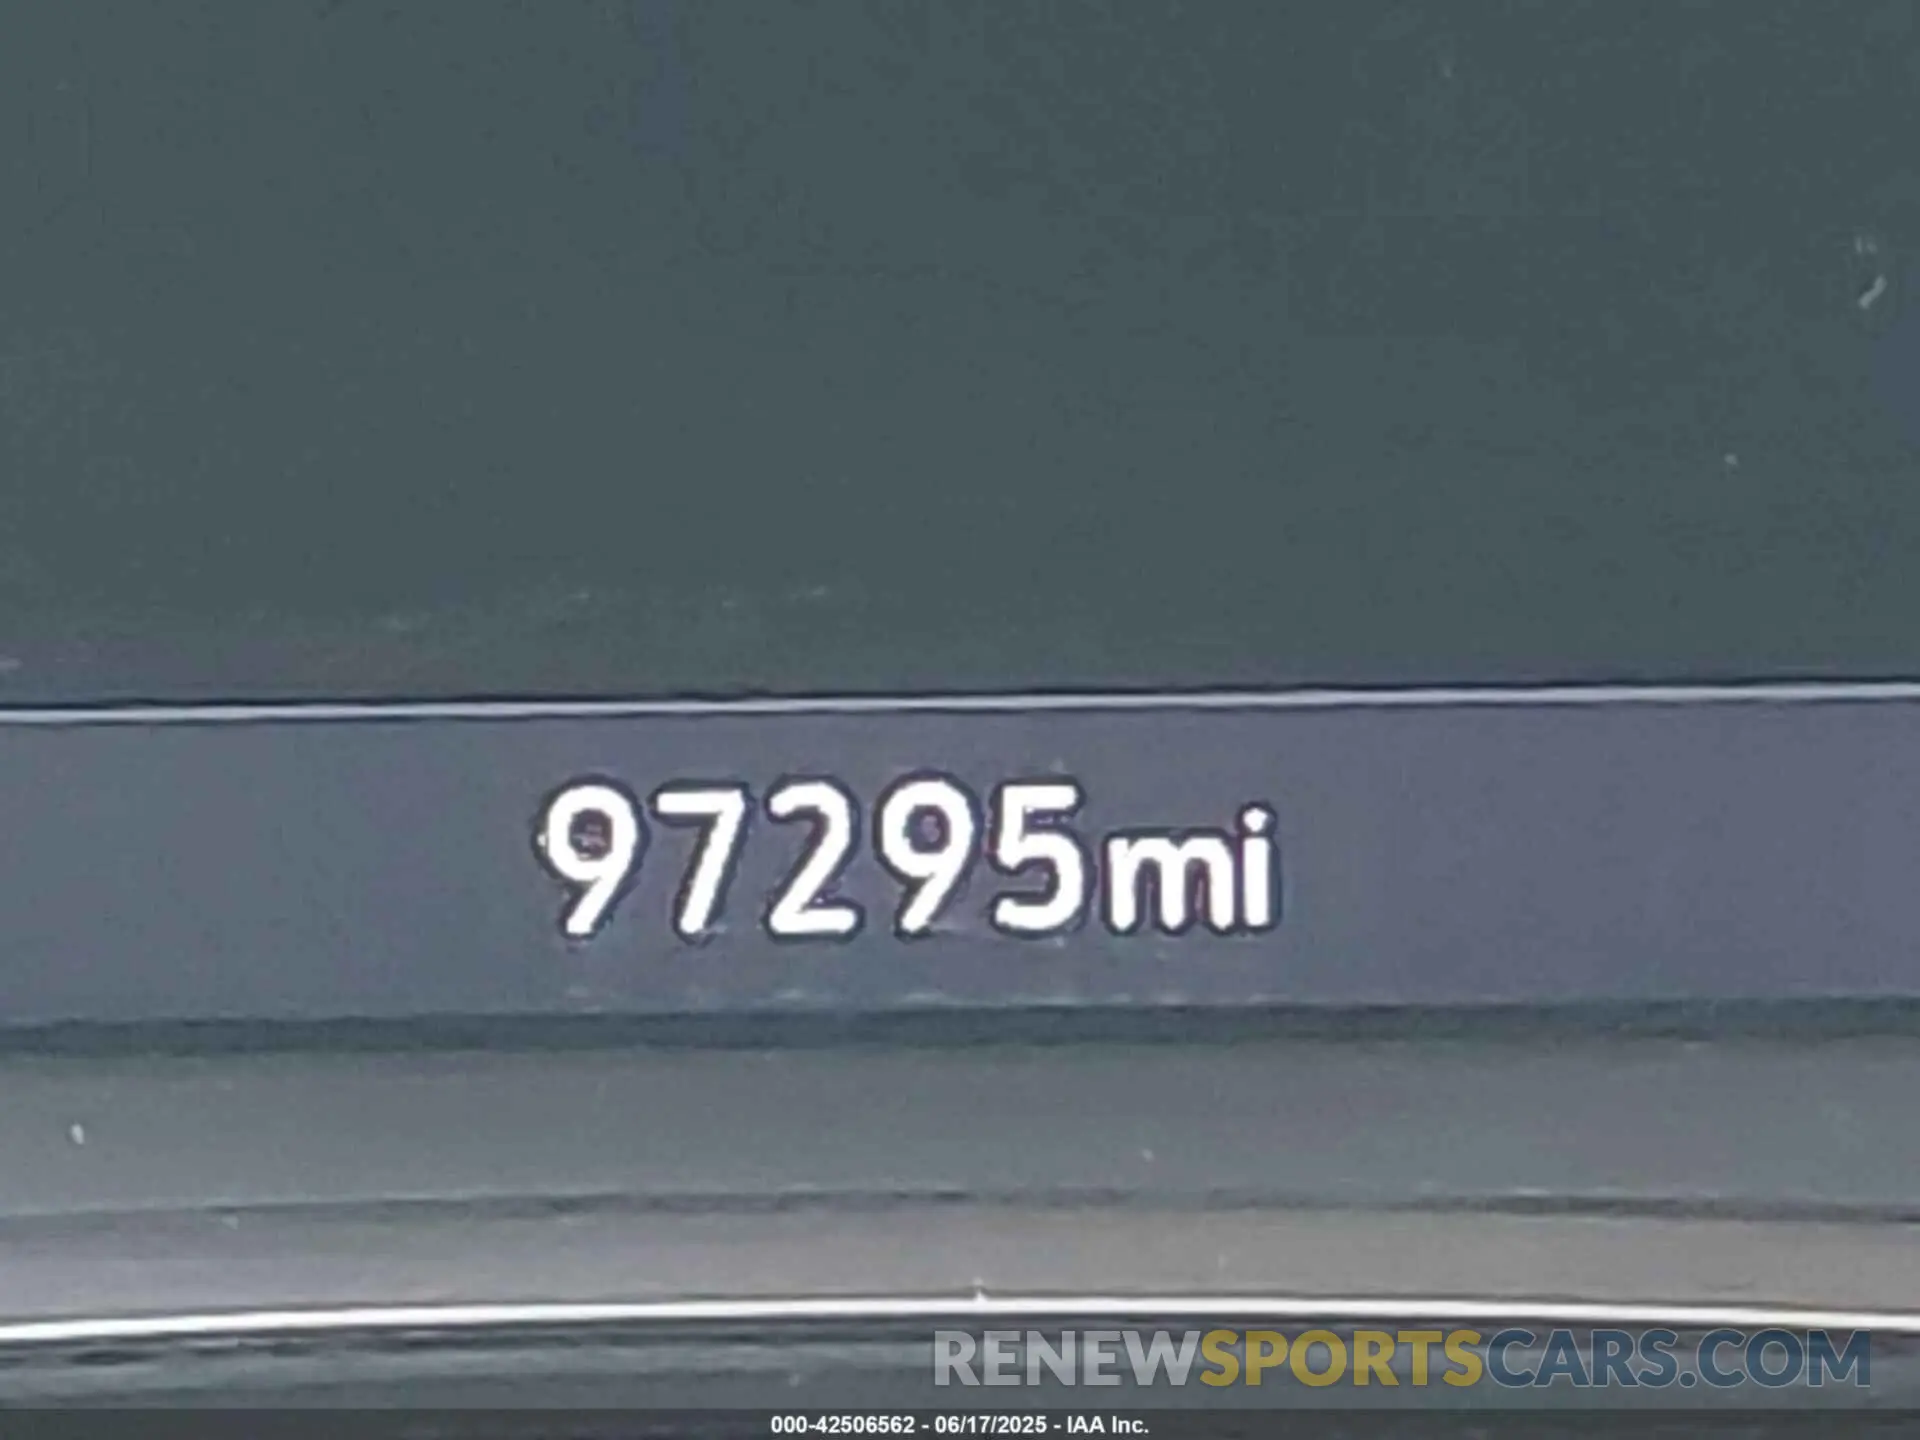 97295mi
RENEWSPORTSCARS.COM
000-42506562 - 06/17/2025 - IAA Inc.